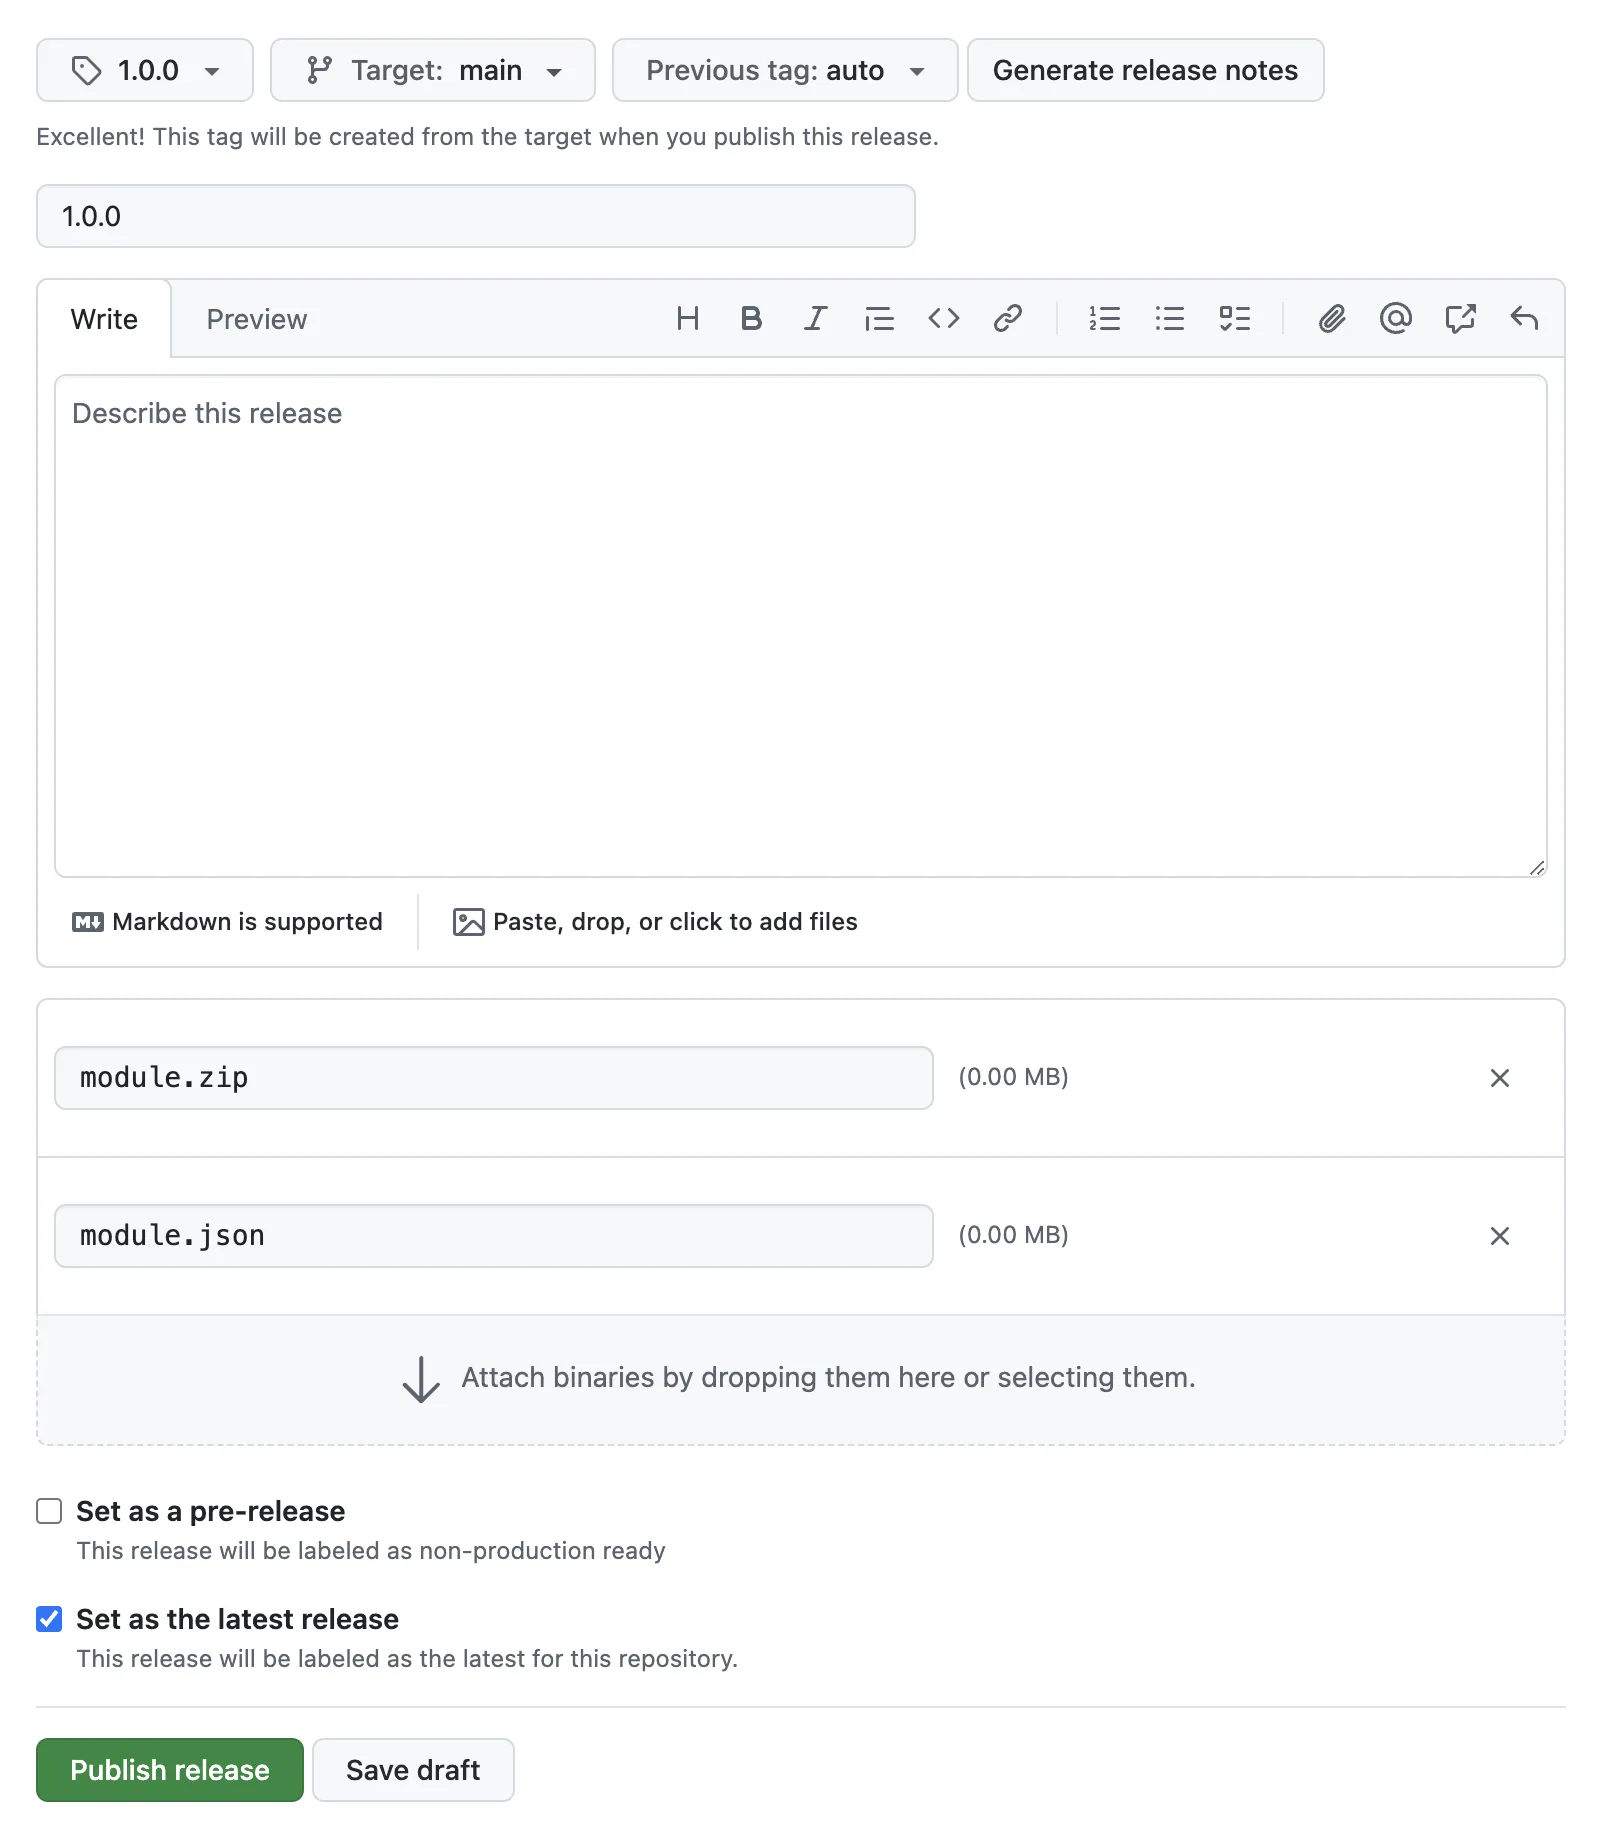 1.0.0 Target: main Previous tag: auto Generate release notes
Excellent! This tag will be created from the target when you publish this release.
1.0.0
Write Preview
Describe this release
Markdown is supported Paste, drop, or click to add files
module.zip (0.00 MB)
module.json (0.00 MB)
Attach binaries by dropping them here or selecting them.
Set as a pre-release
This release will be labeled as non-production ready
Set as the latest release
This release will be labeled as the latest for this repository.
Publish release Save draft